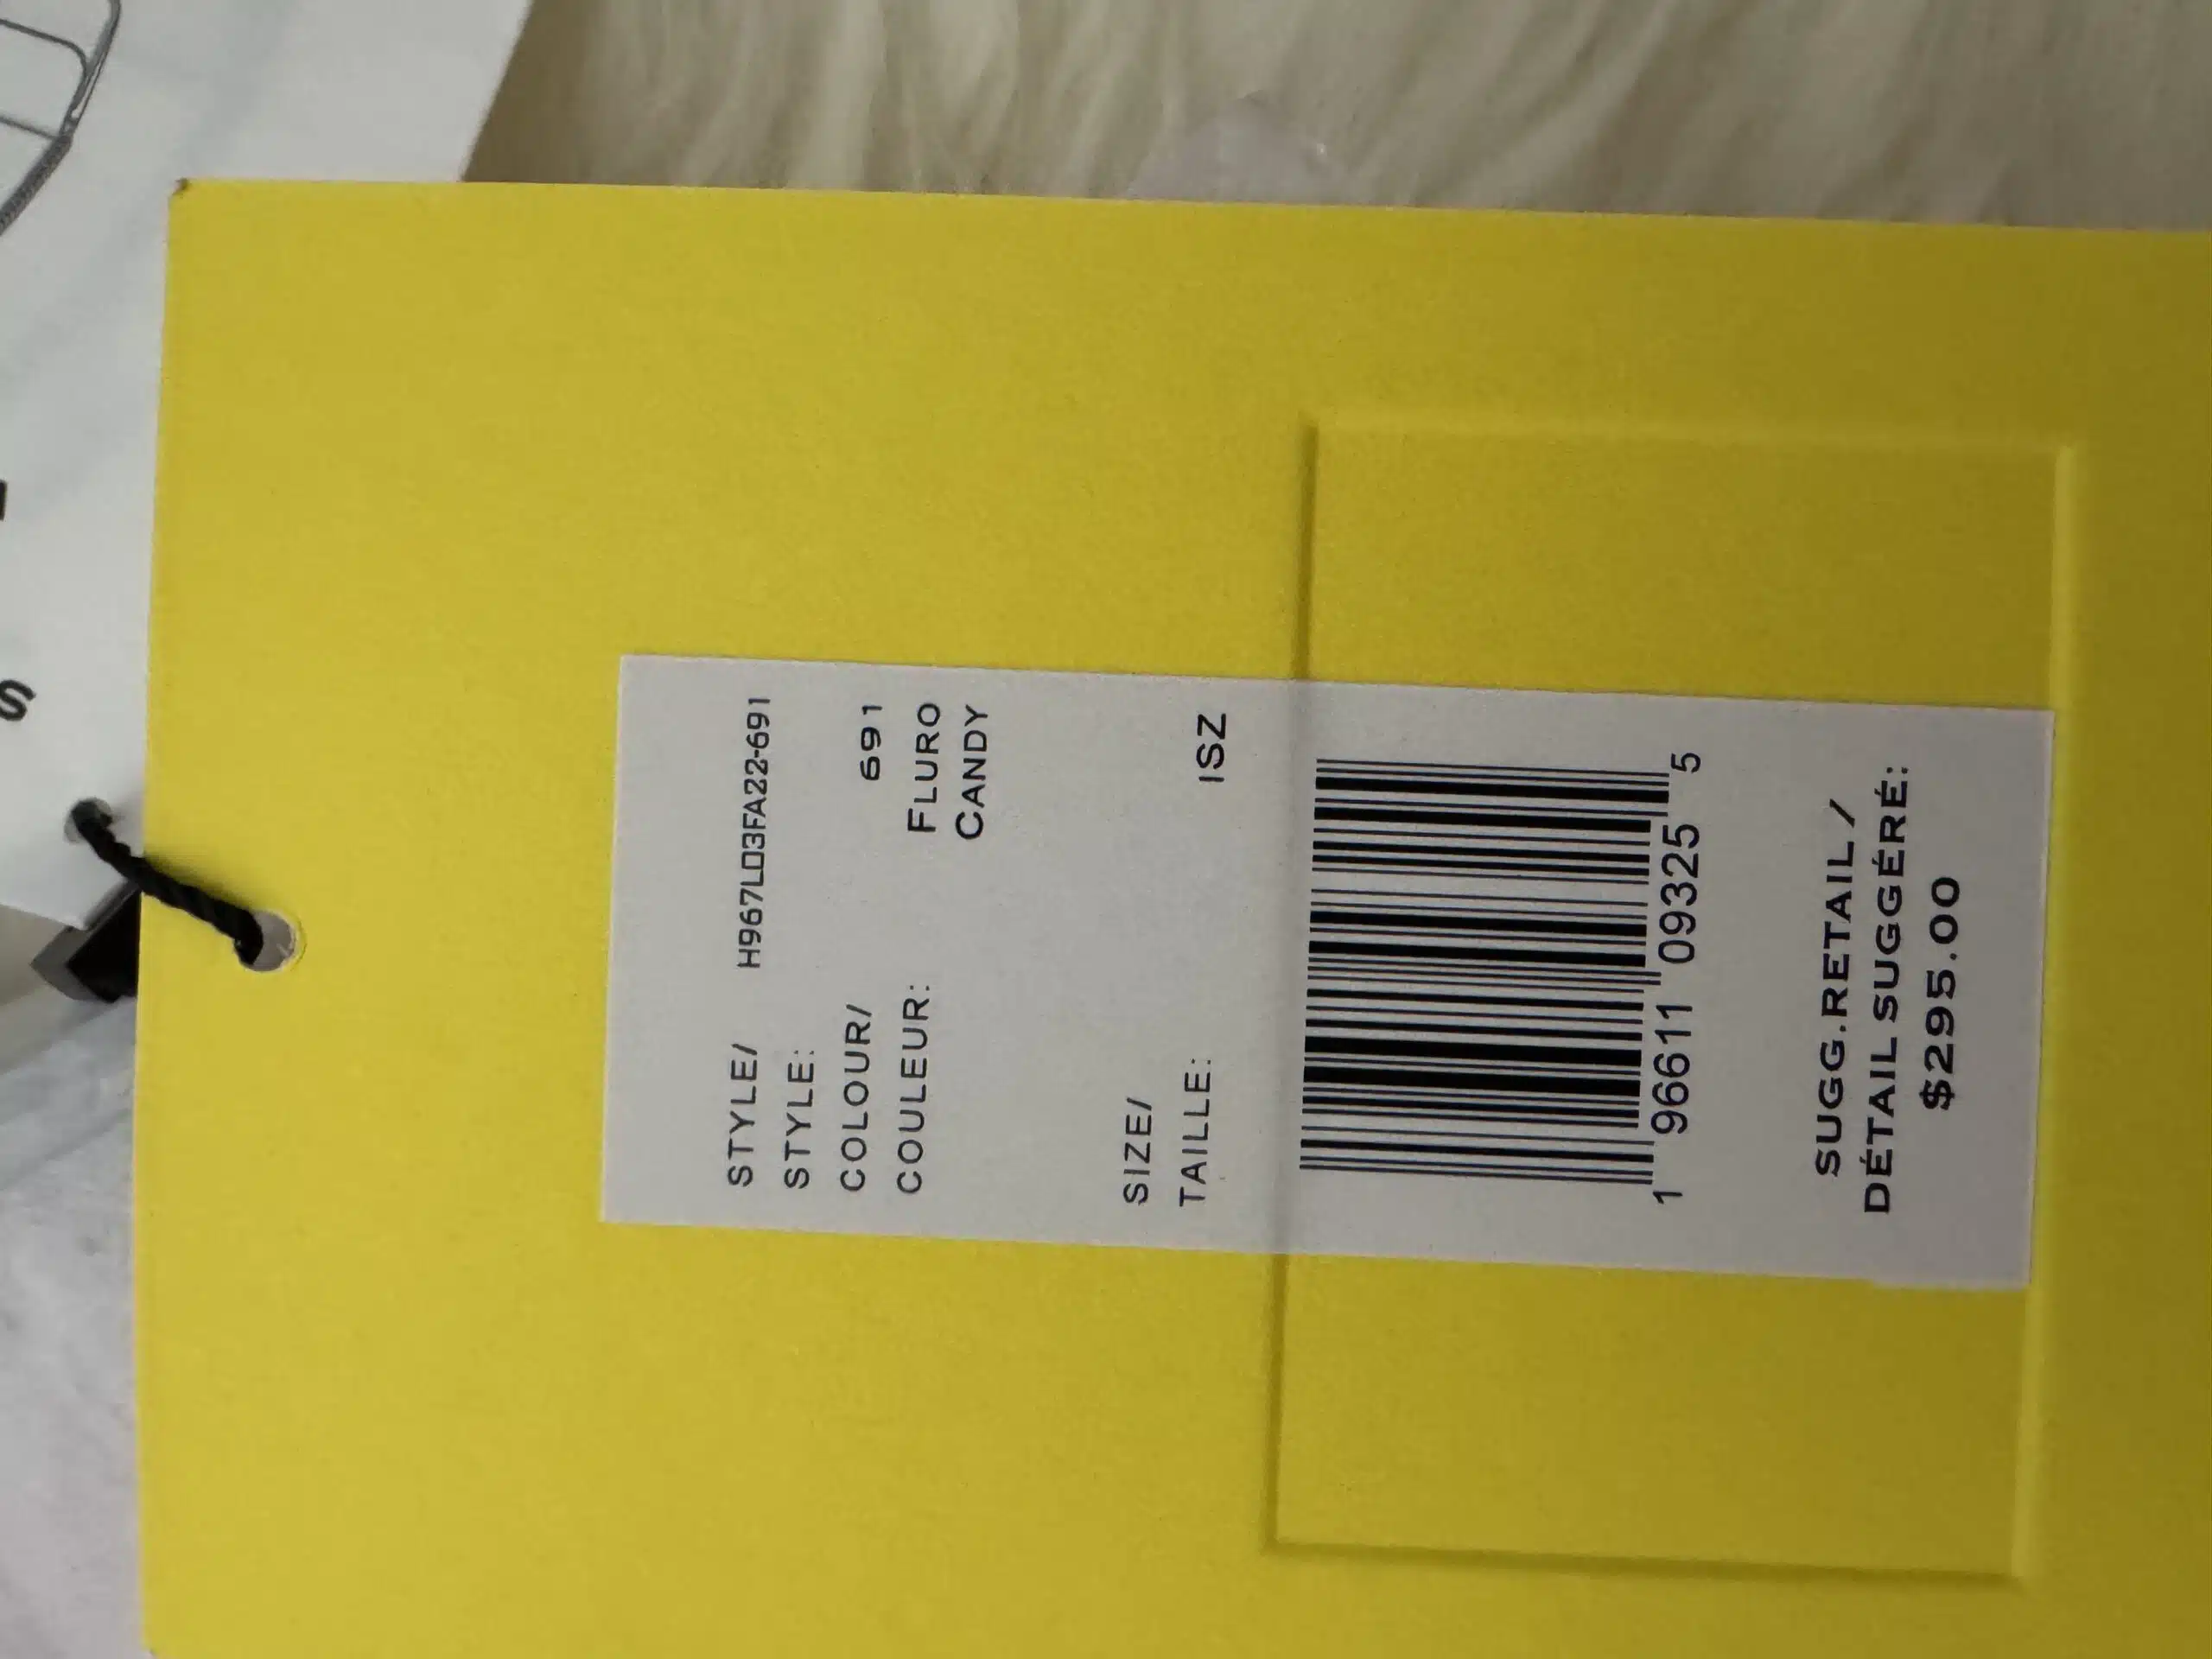 STYLE/ H967L03FA22-691
STYLE:
COLOUR/ 691
COULEUR: FLURO
CANDY
SIZE/
TAILLE: 1SZ
1 96611 09325 5
SUGG.RETAIL /
DÉTAIL SUGGÉRÉ:
$295.00
S